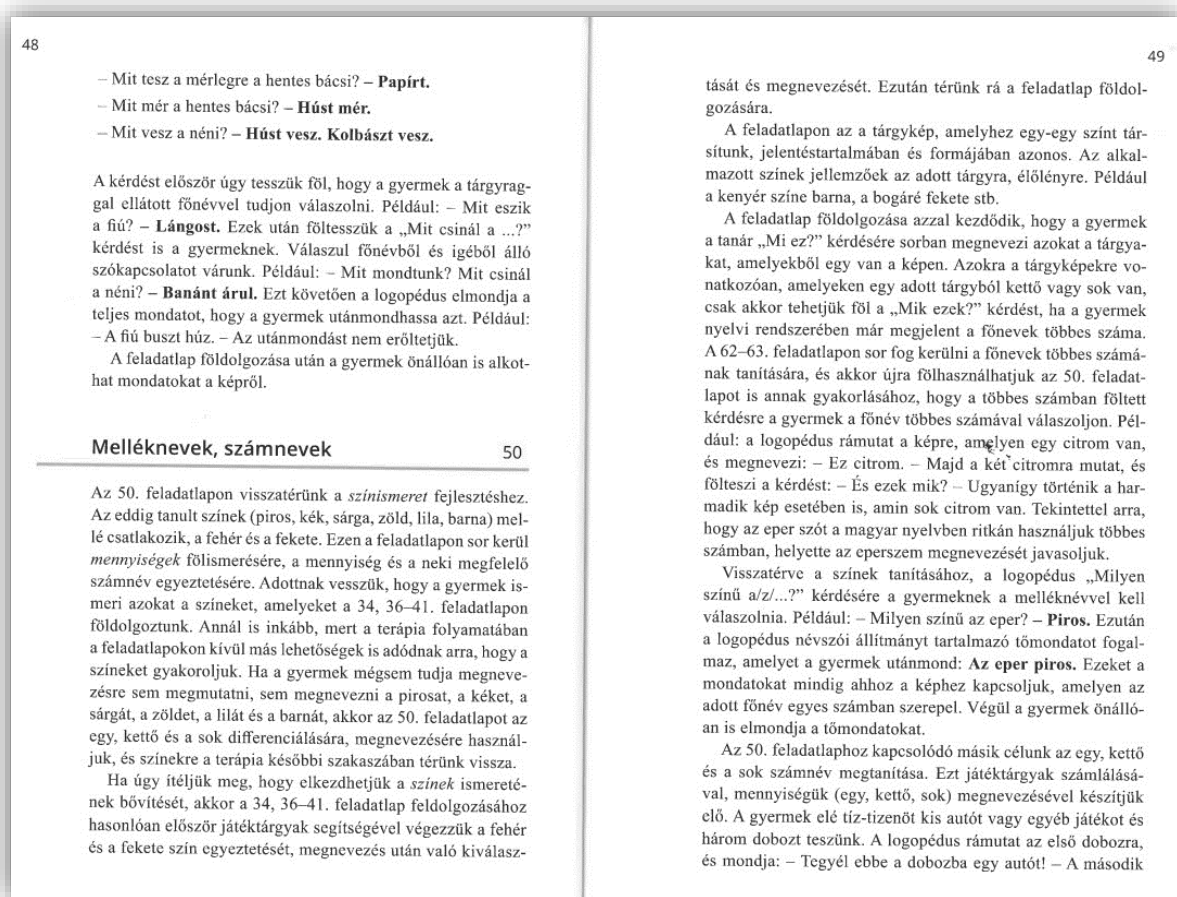 48
– Mit tesz a mérlegre a hentes bácsi? – Papírt.
– Mit mér a hentes bácsi? – Húst mér.
– Mit vesz a néni? – Húst vesz. Kolbászt vesz.
A kérdést először úgy tesszük föl, hogy a gyermek a tárgyrag-
gal ellátott főnévvel tudjon válaszolni. Például: – Mit eszik
a fiú? – Lángost. Ezek után föltesszük a „Mit csinál a ...?”
kérdést is a gyermeknek. Válaszul főnévből és igéből álló
szókapcsolatot várunk. Például: – Mit mondtunk? Mit csinál
a néni? – Banánt árul. Ezt követően a logopédus elmondja a
teljes mondatot, hogy a gyermek utánmondhassa azt. Például:
– A fiú buszt húz. – Az utánmondást nem erőltetjük.
A feladatlap földolgozása után a gyermek önállóan is alkot-
hat mondatokat a képről.
Melléknevek, számnevek 50
Az 50. feladatlapon visszatérünk a színismeret fejlesztéshez.
Az eddig tanult színek (piros, kék, sárga, zöld, lila, barna) mel-
lé csatlakozik, a fehér és a fekete. Ezen a feladatlapon sor kerül
mennyiségek fölismerésére, a mennyiség és a neki megfelelő
számnév egyeztetésére. Adottnak vesszük, hogy a gyermek is-
meri azokat a színeket, amelyeket a 34, 36–41. feladatlapon
földolgoztunk. Annál is inkább, mert a terápia folyamatában
a feladatlapokon kívül más lehetőségek is adódnak arra, hogy a
színeket gyakoroljuk. Ha a gyermek mégsem tudja megneve-
zésre sem megmutatni, sem megnevezni a pirosat, a kéket, a
sárgát, a zöldet, a lilát és a barnát, akkor az 50. feladatlapot az
egy, kettő és a sok differenciálására, megnevezésére használ-
juk, és színekre a terápia későbbi szakaszában térünk vissza.
Ha úgy ítéljük meg, hogy elkezdhetjük a színek ismereté-
nek bővítését, akkor a 34, 36–41. feladatlap feldolgozásához
hasonlóan először játéktárgyak segítségével végezzük a fehér
és a fekete szín egyeztetését, megnevezés után való kiválasz-
49
tását és megnevezését. Ezután térünk rá a feladatlap földol-
gozására.
A feladatlapon az a tárgykép, amelyhez egy-egy színt tár-
sítunk, jelentéstartalmában és formájában azonos. Az alkal-
mazott színek jellemzőek az adott tárgyra, élőlényre. Például
a kenyér színe barna, a bogáré fekete stb.
A feladatlap földolgozása azzal kezdődik, hogy a gyermek
a tanár „Mi ez?” kérdésére sorban megnevezi azokat a tárgya-
kat, amelyekből egy van a képen. Azokra a tárgyképekre vo-
natkozóan, amelyeken egy adott tárgyból kettő vagy sok van,
csak akkor tehetjük föl a „Mik ezek?” kérdést, ha a gyermek
nyelvi rendszerében már megjelent a főnevek többes száma.
A 62–63. feladatlapon sor fog kerülni a főnevek többes számá-
nak tanítására, és akkor újra fölhasználhatjuk az 50. feladat-
lapot is annak gyakorlásához, hogy a többes számban föltett
kérdésre a gyermek a főnév többes számával válaszoljon. Pél-
dául: a logopédus rámutat a képre, amelyen egy citrom van,
és megnevezi: – Ez citrom. – Majd a két citromra mutat, és
fölteszi a kérdést: – És ezek mik? – Ugyanígy történik a har-
madik kép esetében is, amin sok citrom van. Tekintettel arra,
hogy az eper szót a magyar nyelvben ritkán használjuk többes
számban, helyette az eperszem megnevezését javasoljuk.
Visszatérve a színek tanításához, a logopédus „Milyen
színű a/z/...?” kérdésére a gyermeknek a melléknévvel kell
válaszolnia. Például: – Milyen színű az eper? – Piros. Ezután
a logopédus névszói állítmányt tartalmazó tőmondatot fogal-
maz, amelyet a gyermek utánmond: Az eper piros. Ezeket a
mondatokat mindig ahhoz a képhez kapcsoljuk, amelyen az
adott főnév egyes számban szerepel. Végül a gyermek önálló-
an is elmondja a tőmondatokat.
Az 50. feladatlaphoz kapcsolódó másik célunk az egy, kettő
és a sok számnév megtanítása. Ezt játéktárgyak számlálásá-
val, mennyiségük (egy, kettő, sok) megnevezésével készítjük
elő. A gyermek elé tíz-tizenöt kis autót vagy egyéb játékot és
három dobozt teszünk. A logopédus rámutat az első dobozra,
és mondja: – Tegyél ebbe a dobozba egy autót! – A második